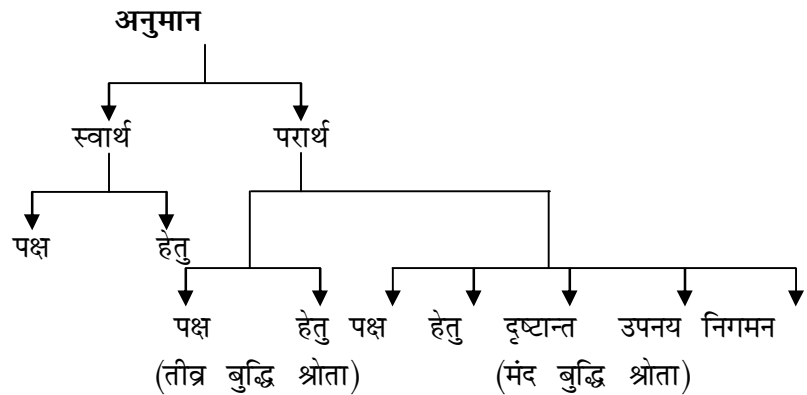 अनुमान
स्वार्थ परार्थ
पक्ष हेतु
पक्ष हेतु पक्ष हेतु दृष्टान्त उपनय निगमन
(तीव्र बुद्धि श्रोता) (मंद बुद्धि श्रोता)